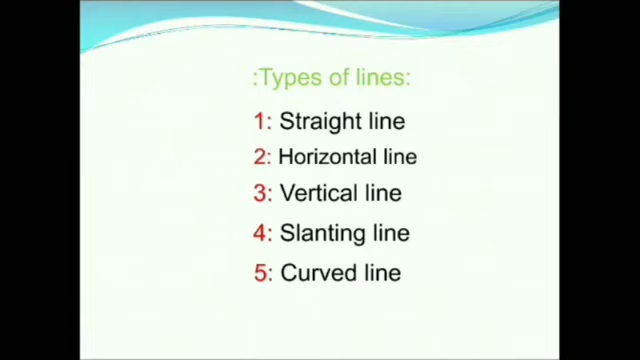 :Types of lines:
1: Straight line
2: Horizontal line
3: Vertical line
4: Slanting line
5: Curved line